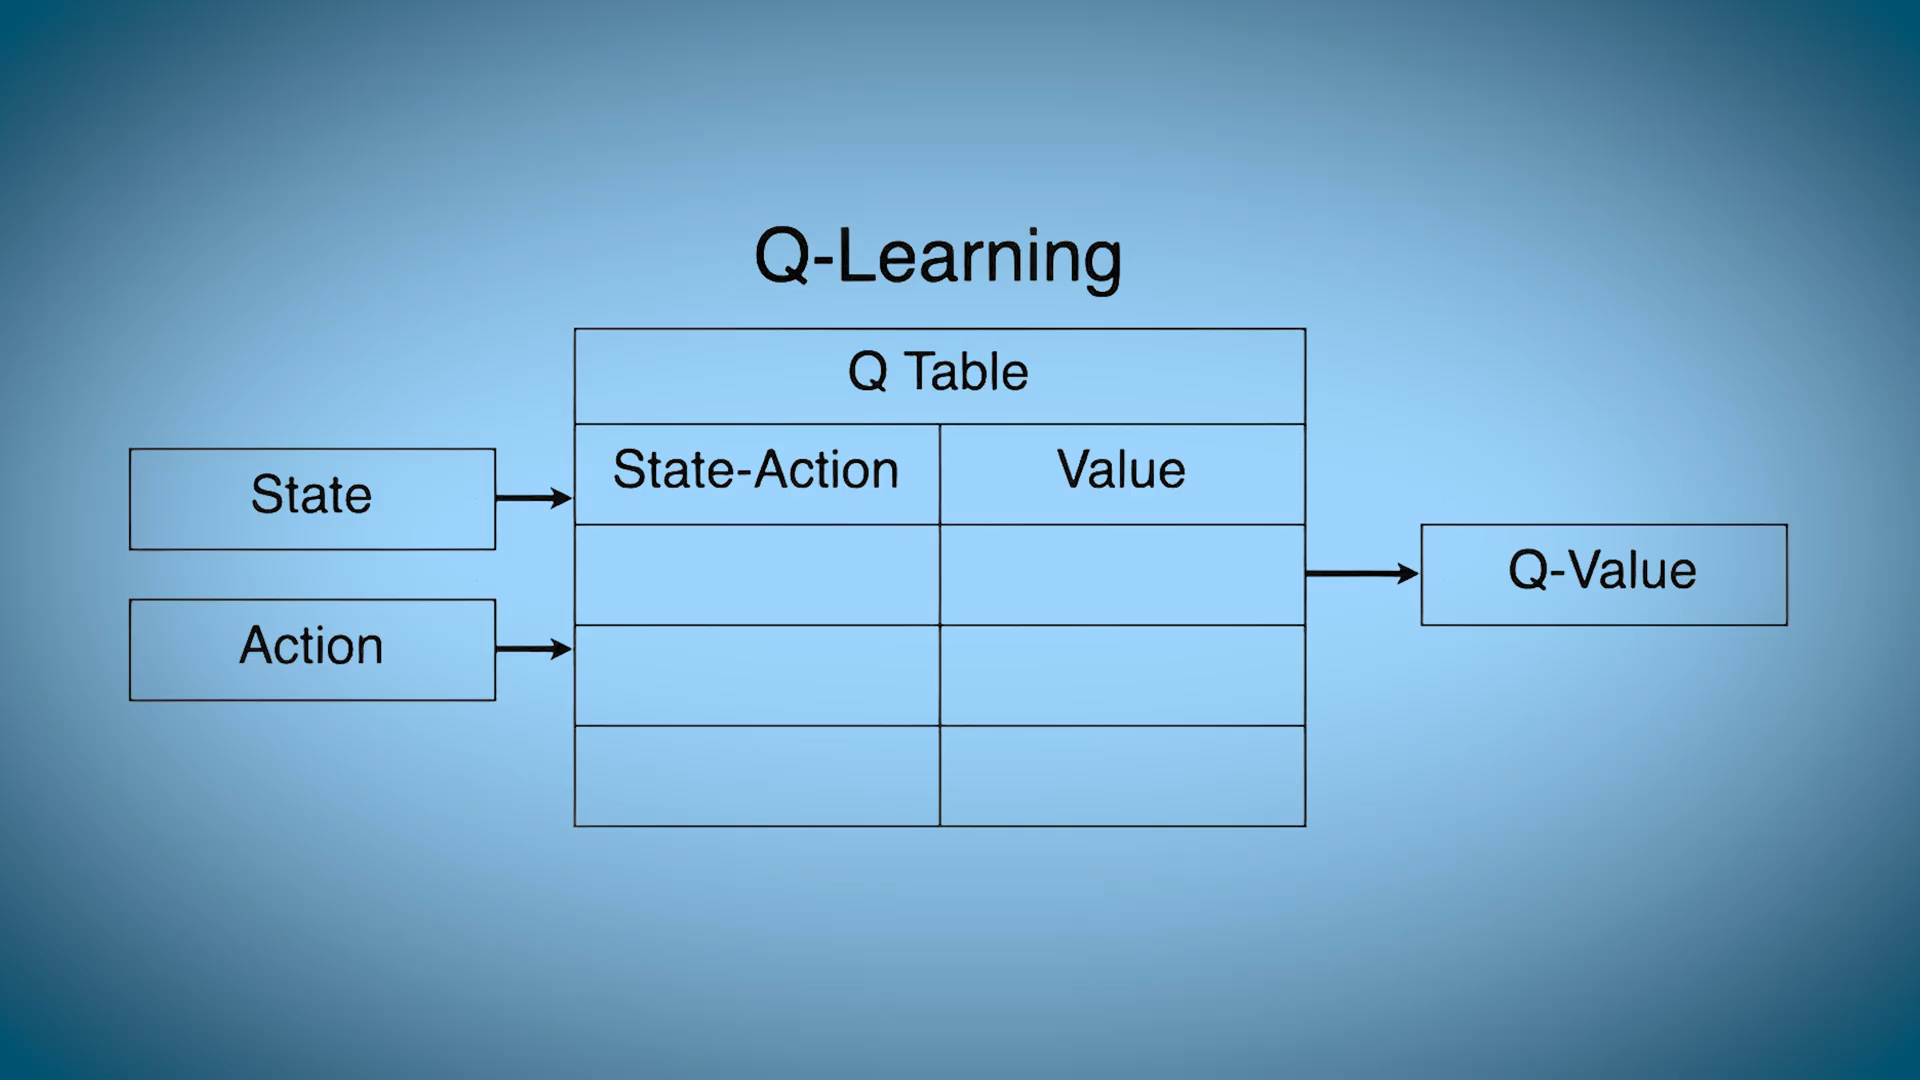 Q-Learning
Q Table
State-Action
Value
State
Action
Q-Value